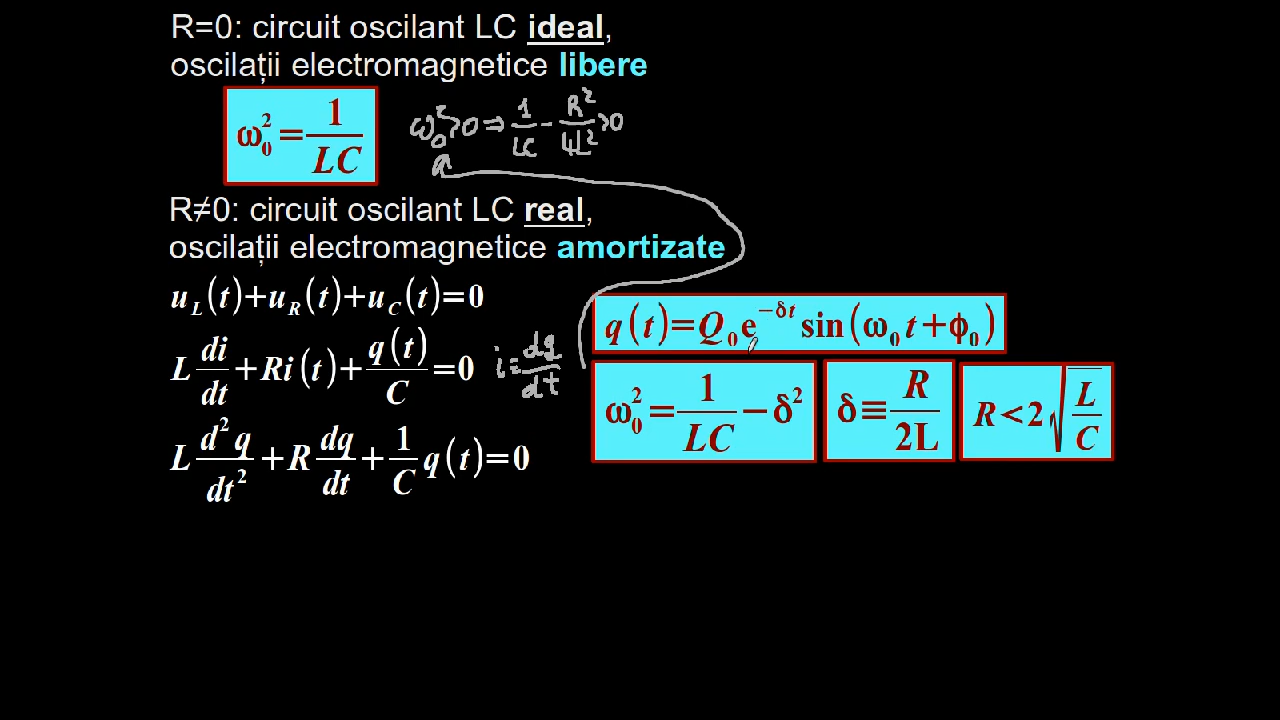 R=0: circuit oscilant LC ideal,
oscilații electromagnetice libere
ω₀² = 1/(LC)
ω₀²>0 ⇒ 1/(LC) - R²/(4L²) >0
R≠0: circuit oscilant LC real,
oscilații electromagnetice amortizate
u_L(t)+u_R(t)+u_C(t)=0
L di/dt + Ri(t) + q(t)/C = 0
i = dq/dt
L d²q/dt² + R dq/dt + 1/C q(t)=0
q(t)=Q₀e^(−δt) sin(ω₀t+ϕ₀)
ω₀² = 1/(LC) − δ²
δ ≡ R/(2L)
R<2√(L/C)